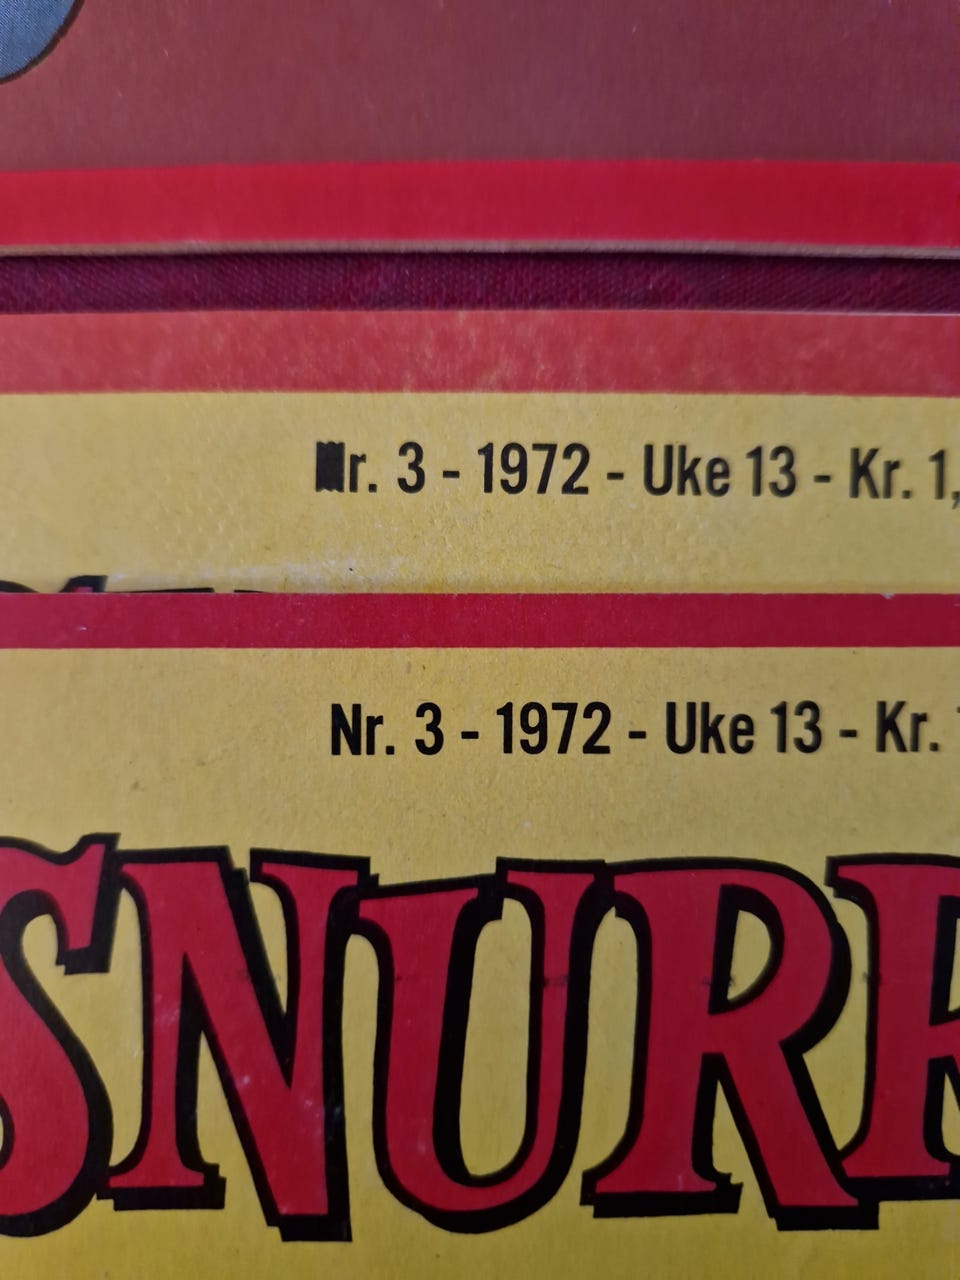 Nr. 3 - 1972 - Uke 13 - Kr. 1,
Nr. 3 - 1972 - Uke 13 - Kr.
SNURR